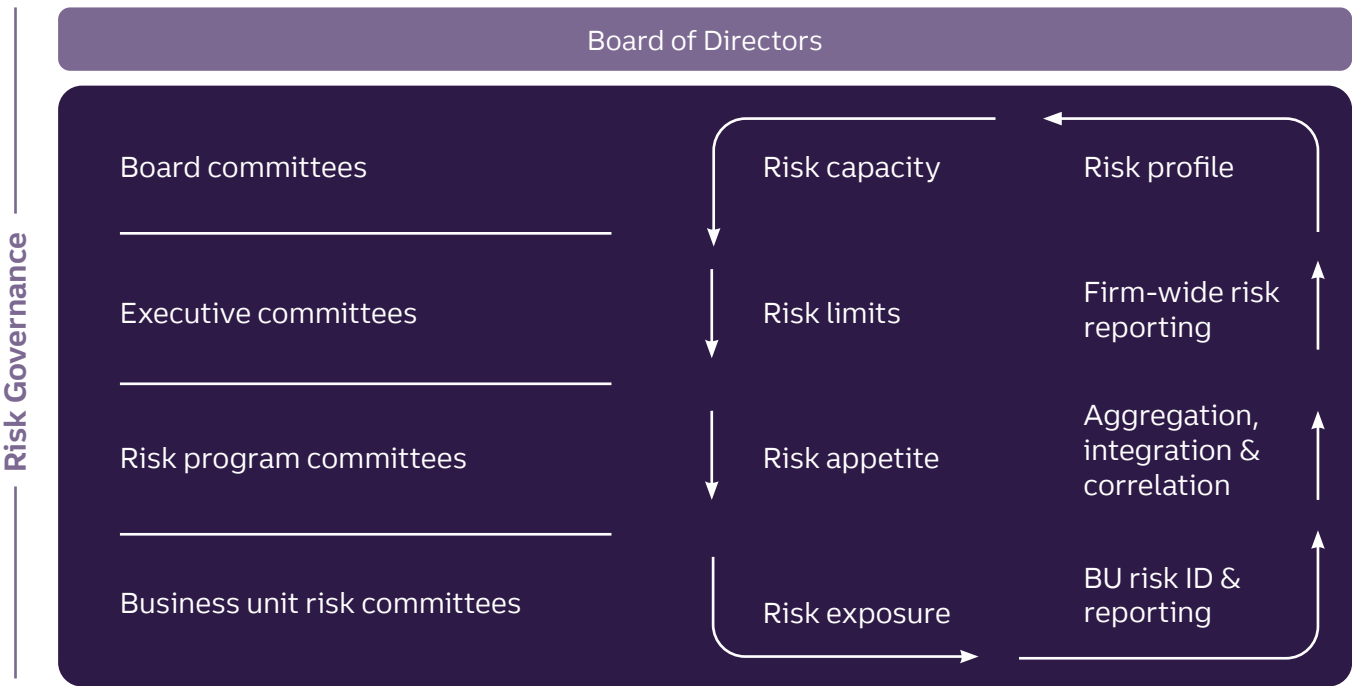 Risk Governance
Board of Directors
Board committees
Risk capacity
Risk profile
Executive committees
Risk limits
Firm-wide risk
reporting
Risk program committees
Risk appetite
Aggregation,
integration &
correlation
Business unit risk committees
Risk exposure
BU risk ID &
reporting